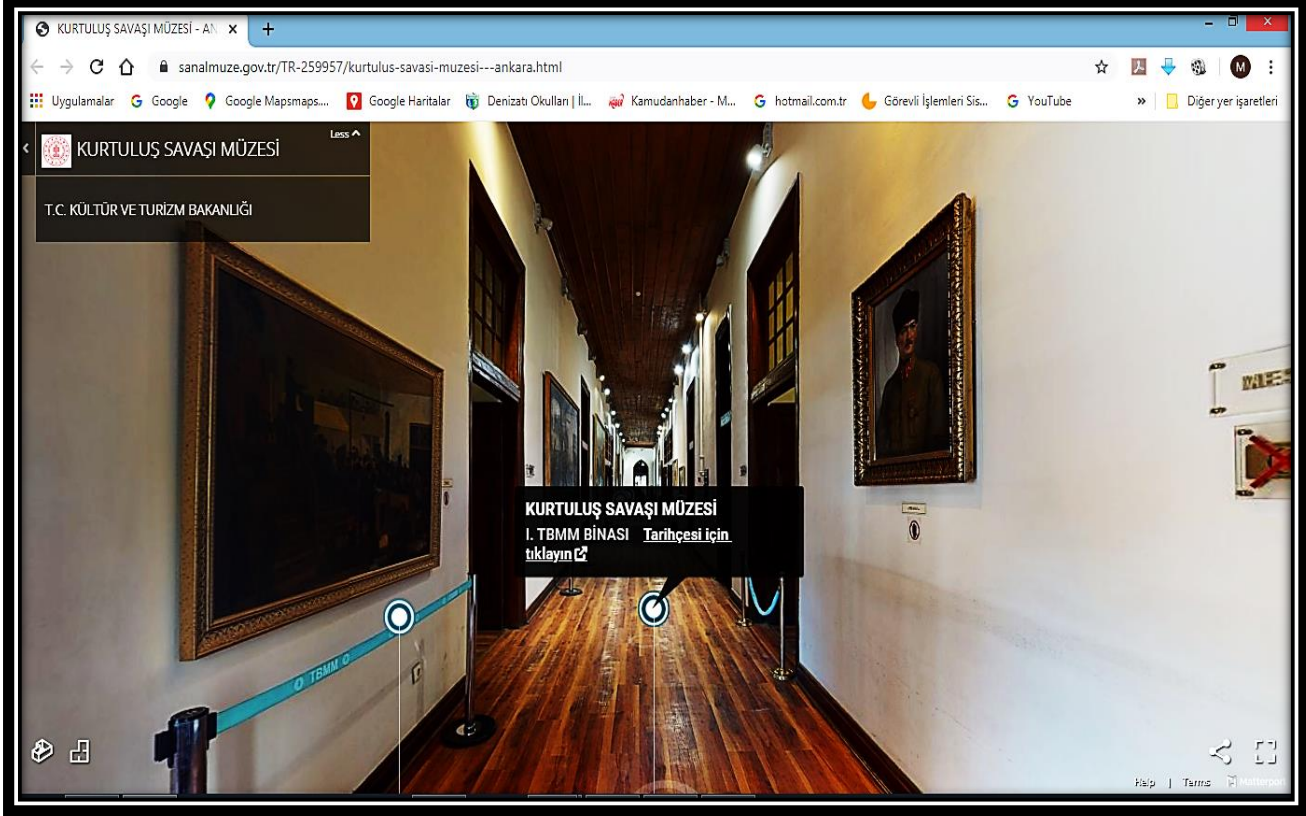 KURTULUŞ SAVAŞI MÜZESİ - AN
sanalmuze.gov.tr/TR-259957/kurtulus-savasi-muzesi---ankara.html
M
Uygulamalar Google Google Mapsmaps.... Google Haritalar Denizatı Okulları | İl... Kamudanhaber - M... hotmail.com.tr Görevli İşlemleri Sis... YouTube » Diğer yer işaretleri
Less
KURTULUŞ SAVAŞI MÜZESİ
T.C. KÜLTÜR VE TURİZM BAKANLIĞI
KURTULUŞ SAVAŞI MÜZESİ
I. TBMM BİNASI Tarihçesi için
tıklayın
TBMM
Help | Terms Matterport